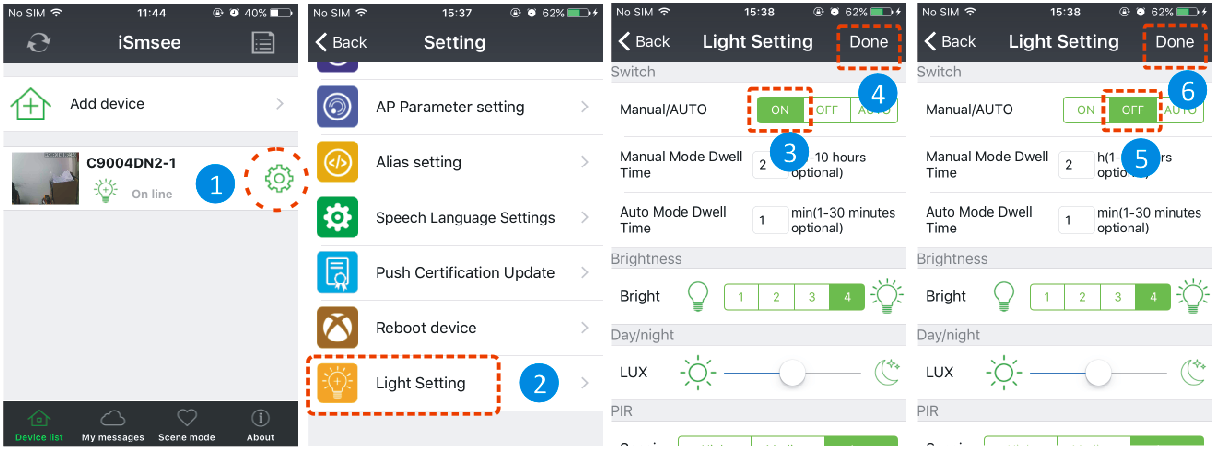 No SIM 11:44 40%
iSmsee
Add device
C9004DN2-1
1
On line
Device list My messages Scene mode About
No SIM 15:37 62%
Back Setting
AP Parameter setting
Alias setting
Speech Language Settings
Push Certification Update
Reboot device
Light Setting
2
No SIM 15:38 62%
Back Light Setting Done
Switch
4
Manual/AUTO ON OFF AUTO
3
Manual Mode Dwell
Time
2 10 hours
optional)
Auto Mode Dwell
Time
1 min(1-30 minutes
optional)
Brightness
Bright 1 2 3 4
Day/night
LUX
PIR
No SIM 15:38 62%
Back Light Setting Done
Switch
6
Manual/AUTO ON OFF AUTO
5
Manual Mode Dwell
Time
2 h(1-
Auto Mode Dwell
Time
1 min(1-30 minutes
optional)
Brightness
Bright 1 2 3 4
Day/night
LUX
PIR